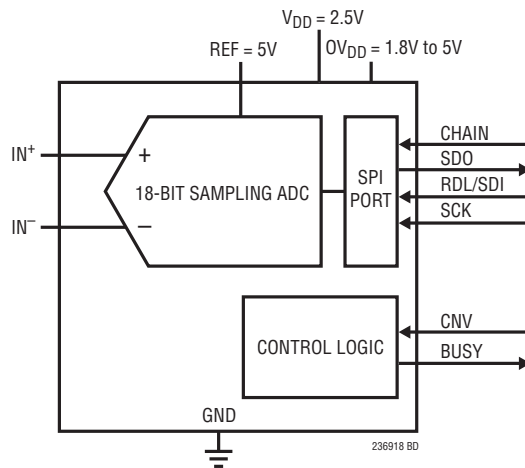 V_DD = 2.5V
REF = 5V
OV_DD = 1.8V to 5V
IN⁺
+
18-BIT SAMPLING ADC
IN⁻
−
SPI
PORT
CHAIN
SDO
RDL/SDI
SCK
CONTROL LOGIC
CNV
BUSY
GND
236918 BD